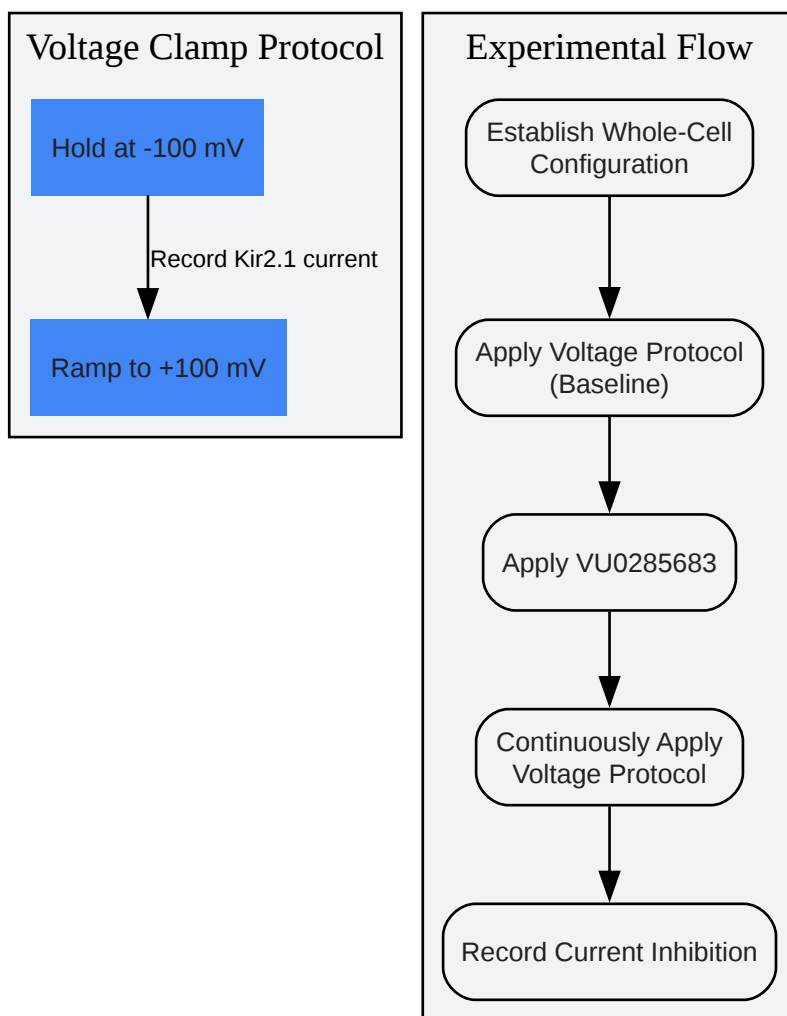 Voltage Clamp Protocol
Hold at -100 mV
Record Kir2.1 current
Ramp to +100 mV
Experimental Flow
Establish Whole-Cell
Configuration
Apply Voltage Protocol
(Baseline)
Apply VU0285683
Continuously Apply
Voltage Protocol
Record Current Inhibition